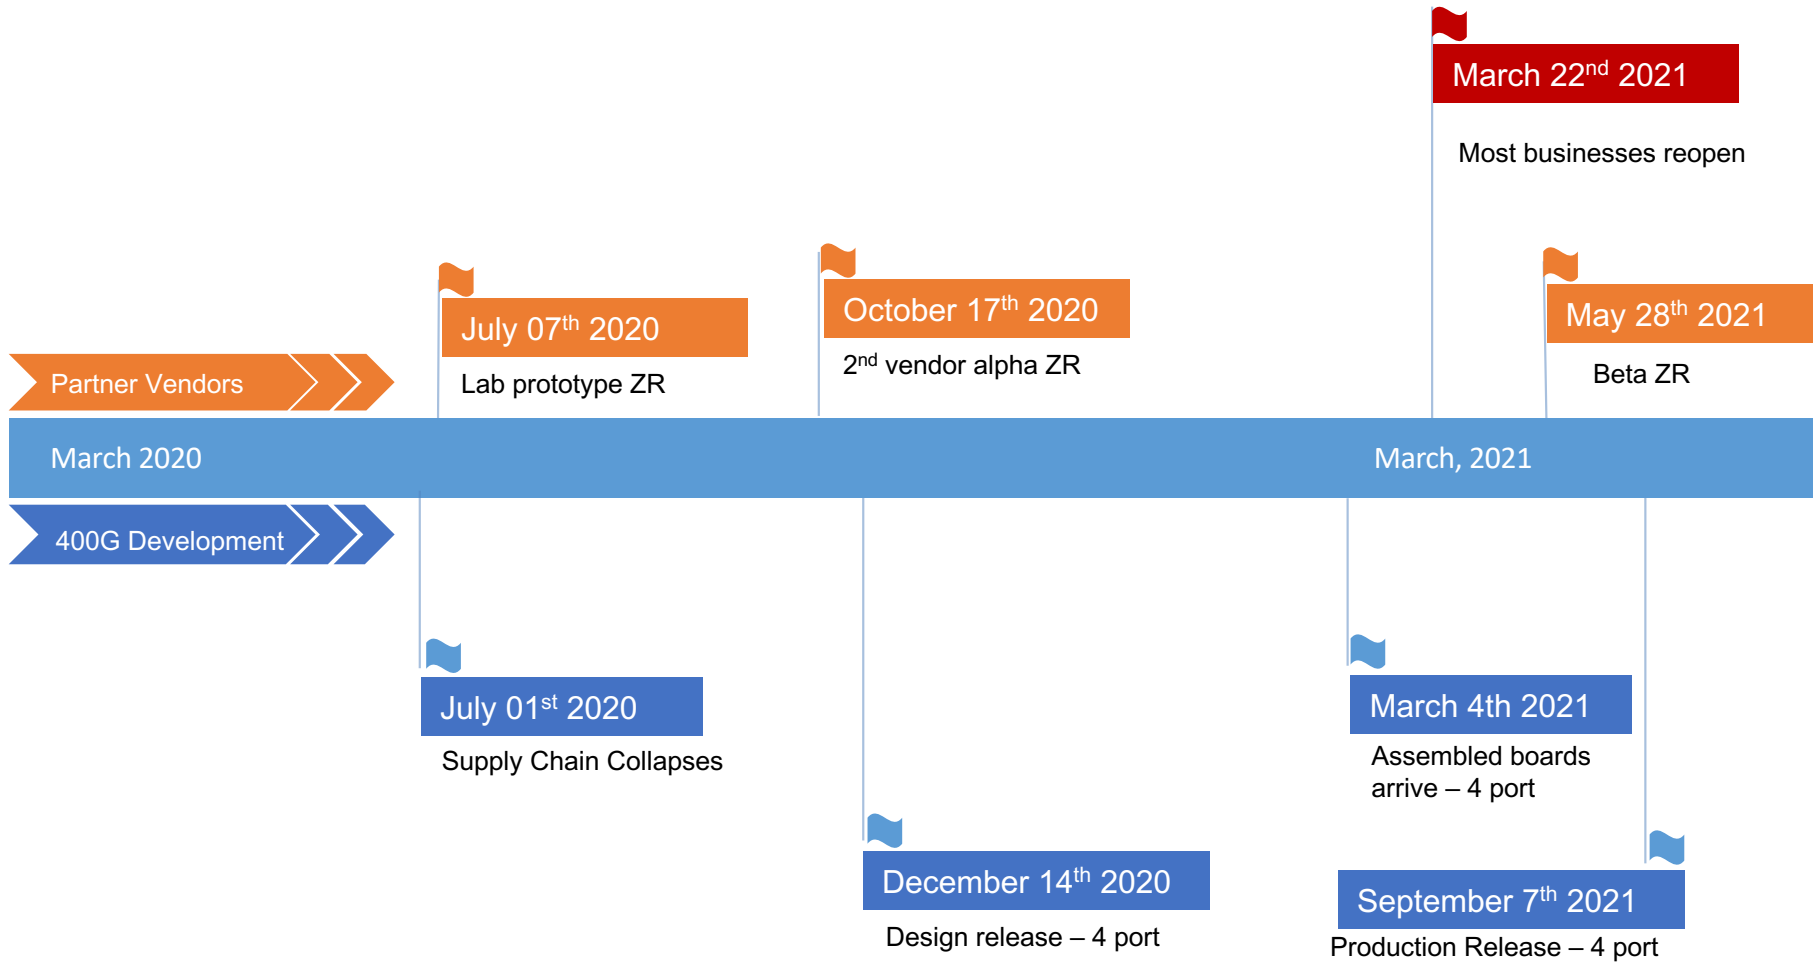 March 22nd 2021
Most businesses reopen
July 07th 2020
Lab prototype ZR
October 17th 2020
2nd vendor alpha ZR
May 28th 2021
Beta ZR
Partner Vendors
March 2020
March, 2021
400G Development
July 01st 2020
Supply Chain Collapses
March 4th 2021
Assembled boards
arrive – 4 port
December 14th 2020
Design release – 4 port
September 7th 2021
Production Release – 4 port